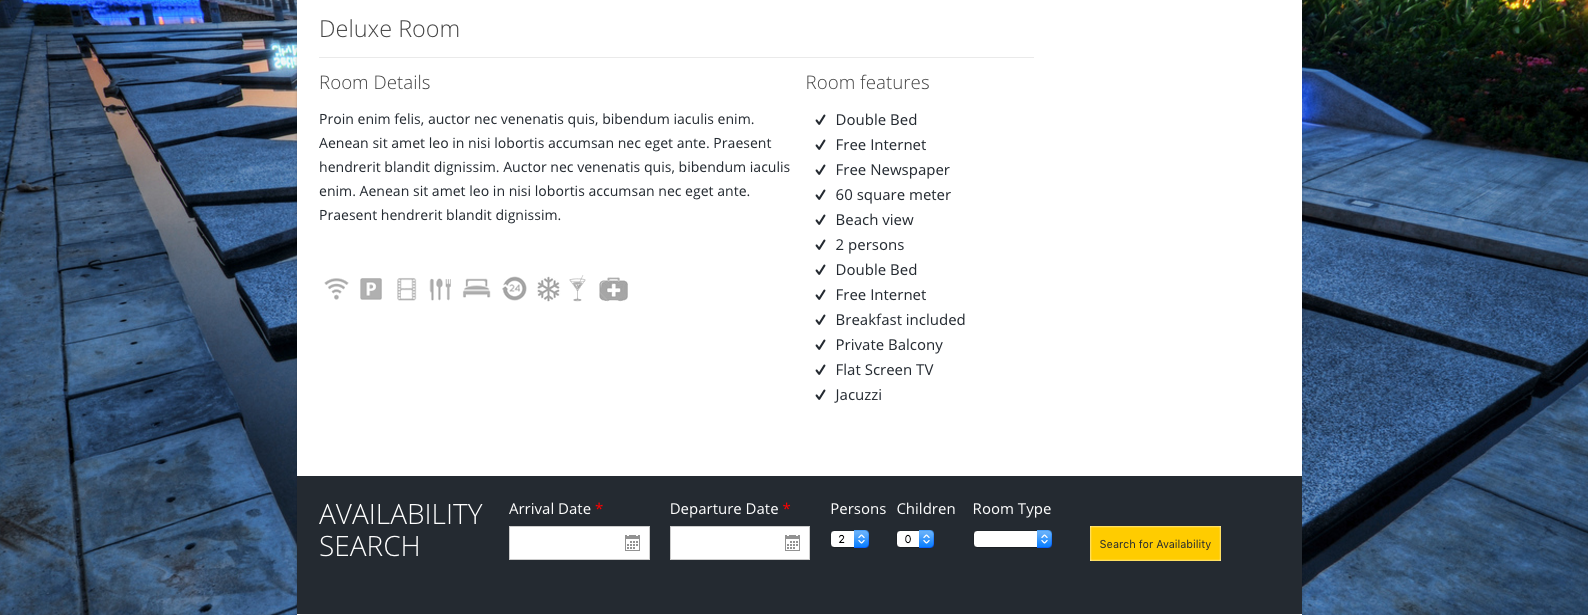 Deluxe Room
Room Details
Proin enim felis, auctor nec venenatis quis, bibendum iaculis enim.
Aenean sit amet leo in nisi lobortis accumsan nec eget ante. Praesent
hendrerit blandit dignissim. Auctor nec venenatis quis, bibendum iaculis
enim. Aenean sit amet leo in nisi lobortis accumsan nec eget ante.
Praesent hendrerit blandit dignissim.
P
24
Room features
Double Bed
Free Internet
Free Newspaper
60 square meter
Beach view
2 persons
Double Bed
Free Internet
Breakfast included
Private Balcony
Flat Screen TV
Jacuzzi
AVAILABILITY
SEARCH
Arrival Date *
Departure Date *
Persons
2
Children
0
Room Type
Search for Availability